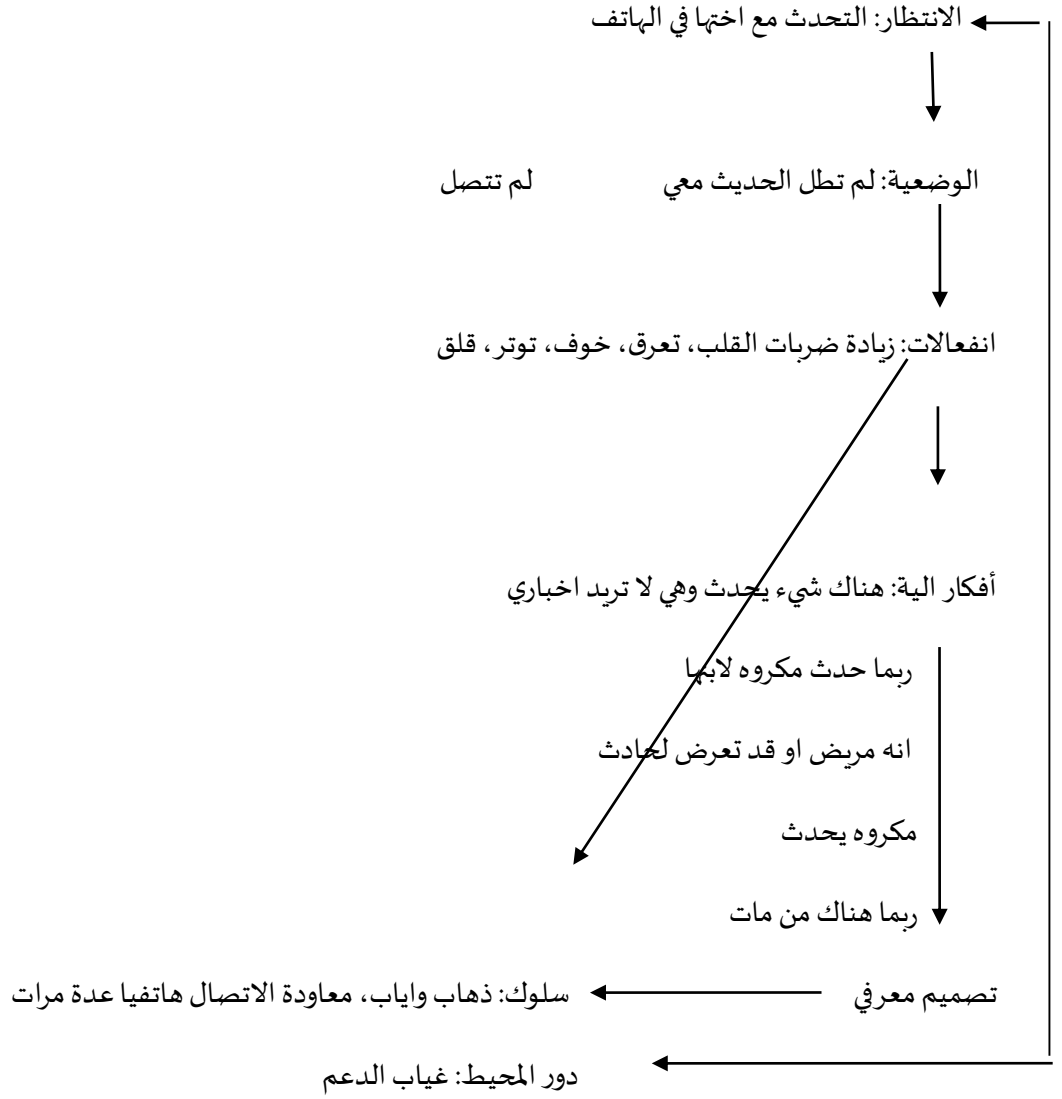 الانتظار: التحدث مع اختها في الهاتف
الوضعية: لم تطل الحديث معي لم تتصل
انفعالات: زيادة ضربات القلب، تعرق، خوف، توتر، قلق
أفكار الية: هناك شيء يحدث وهي لا تريد اخباري
ربما حدث مكروه لابنها
انه مريض او قد تعرض لحادث
مكروه يحدث
ربما هناك من مات
تصميم معرفي سلوك: ذهاب واياب، معاودة الاتصال هاتفيا عدة مرات
دور المحيط: غياب الدعم